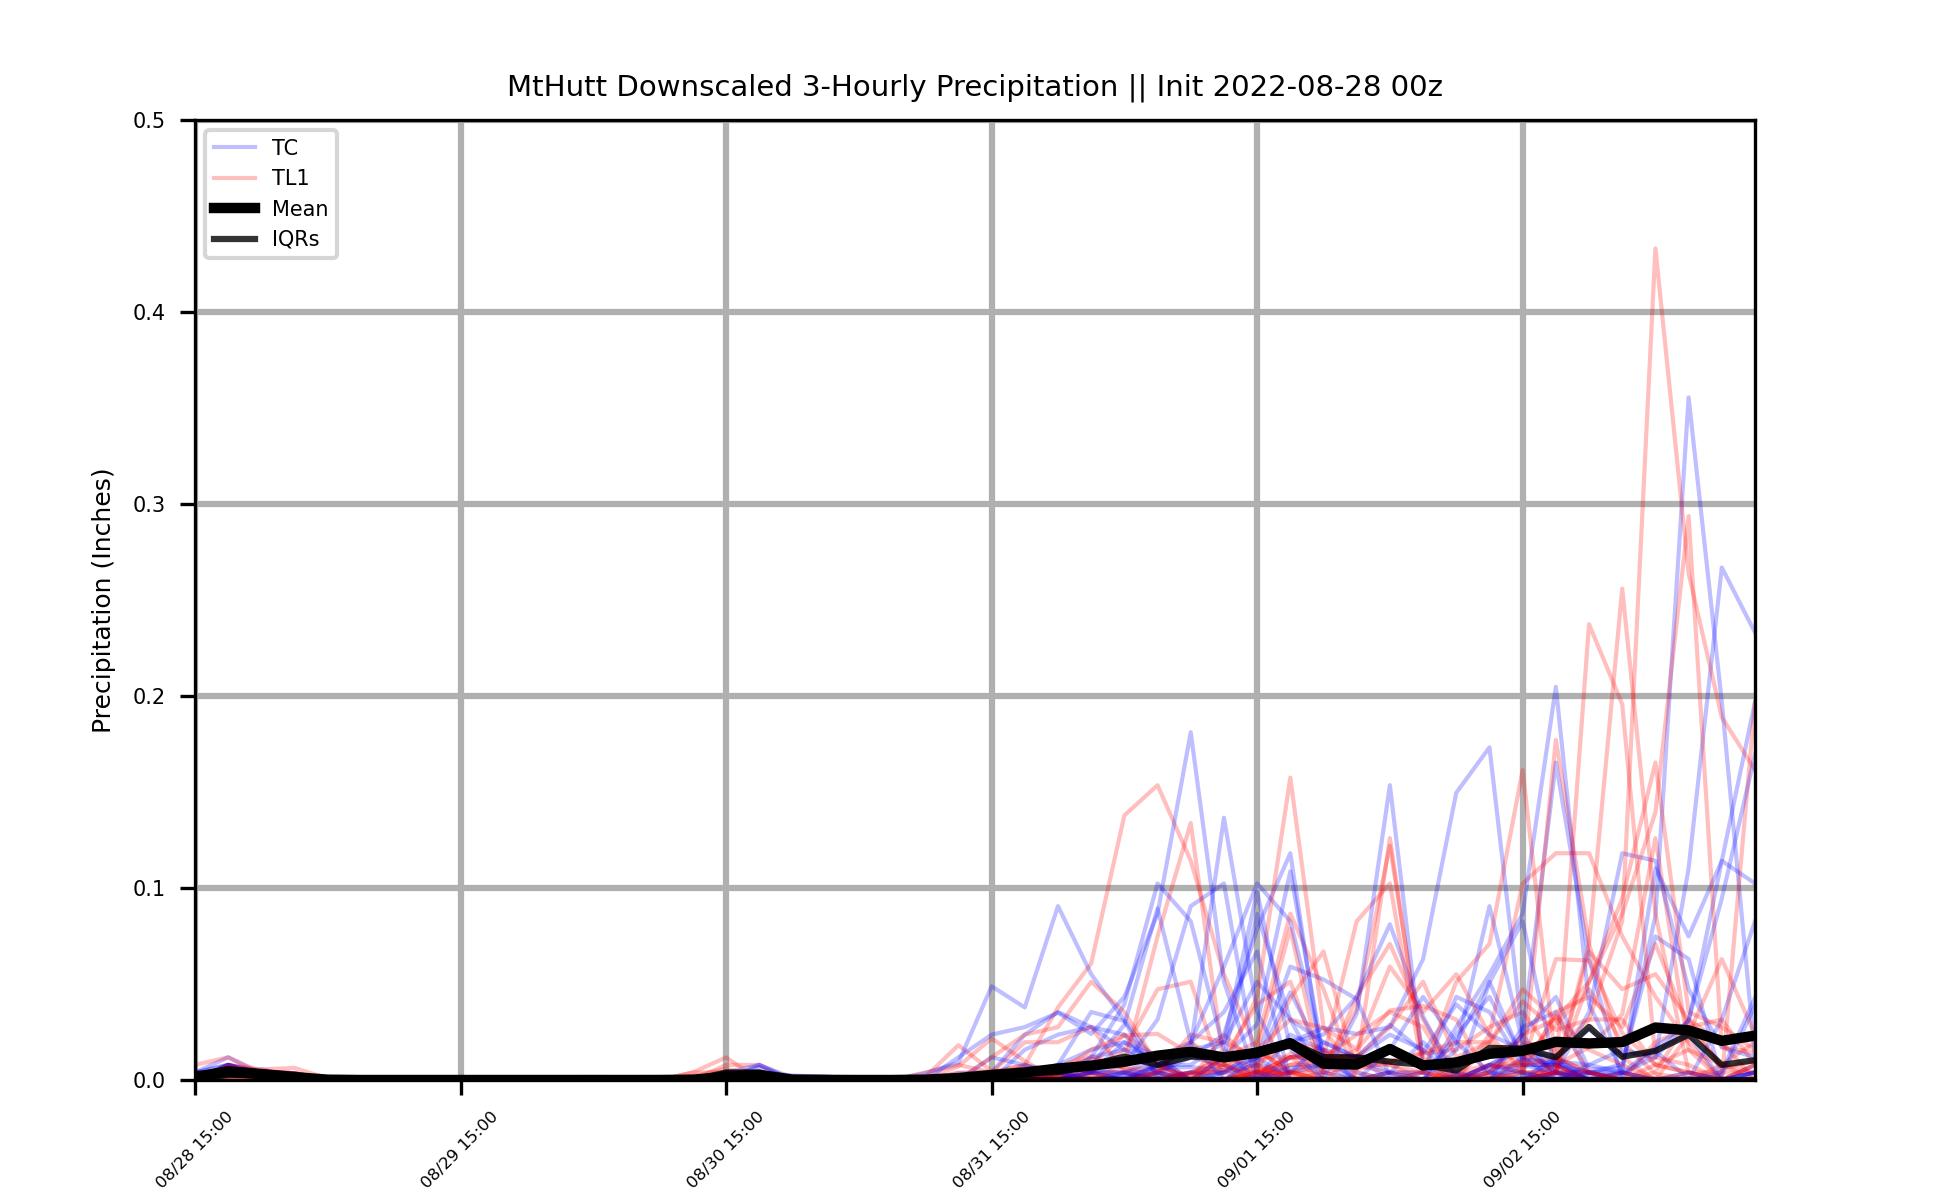 MtHutt Downscaled 3-Hourly Precipitation || Init 2022-08-28 00z
TC
TL1
Mean
IQRs
Precipitation (Inches)
0.5
0.4
0.3
0.2
0.1
0.0
08/28 15:00
08/29 15:00
08/30 15:00
08/31 15:00
09/01 15:00
09/02 15:00